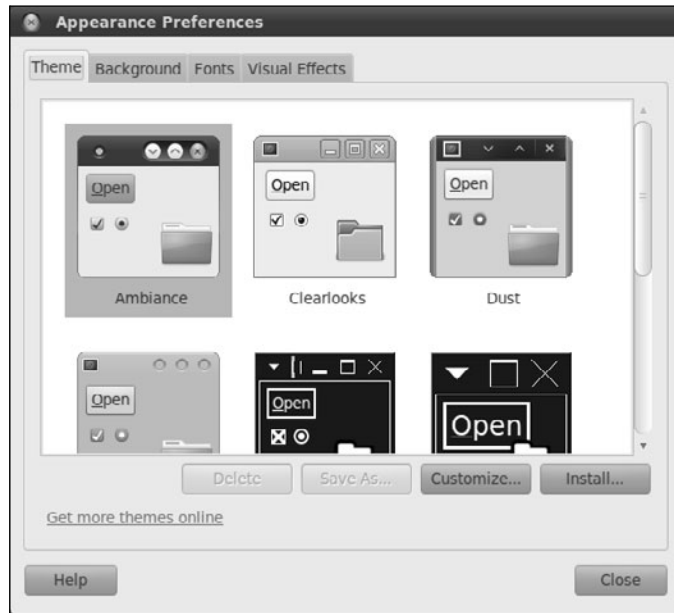 Appearance Preferences
Theme Background Fonts Visual Effects
Open Open Open
Ambiance Clearlooks Dust
Open Open Open
Delete Save As... Customize... Install...
Get more themes online
Help Close